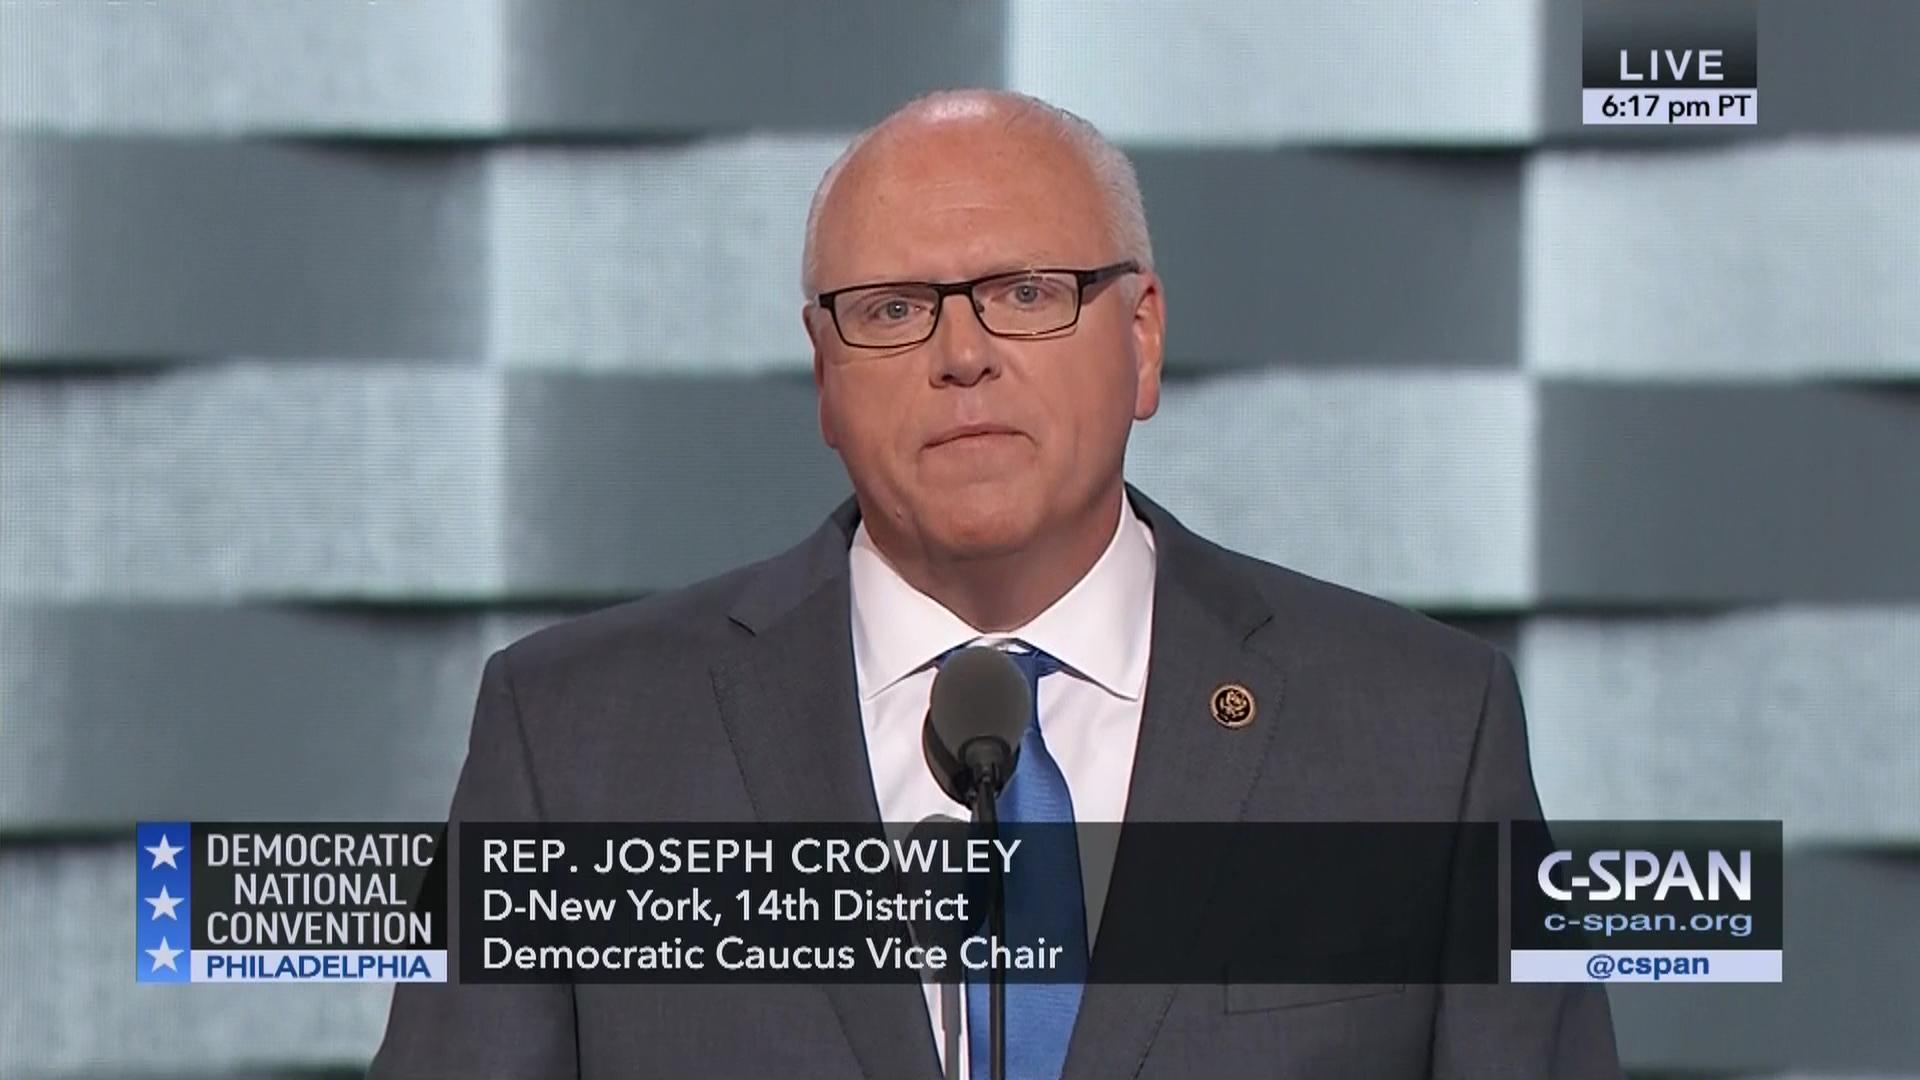 LIVE
6:17 pm PT
DEMOCRATIC
NATIONAL
CONVENTION
PHILADELPHIA
REP. JOSEPH CROWLEY
D-New York, 14th District
Democratic Caucus Vice Chair
C-SPAN
c-span.org
@cspan